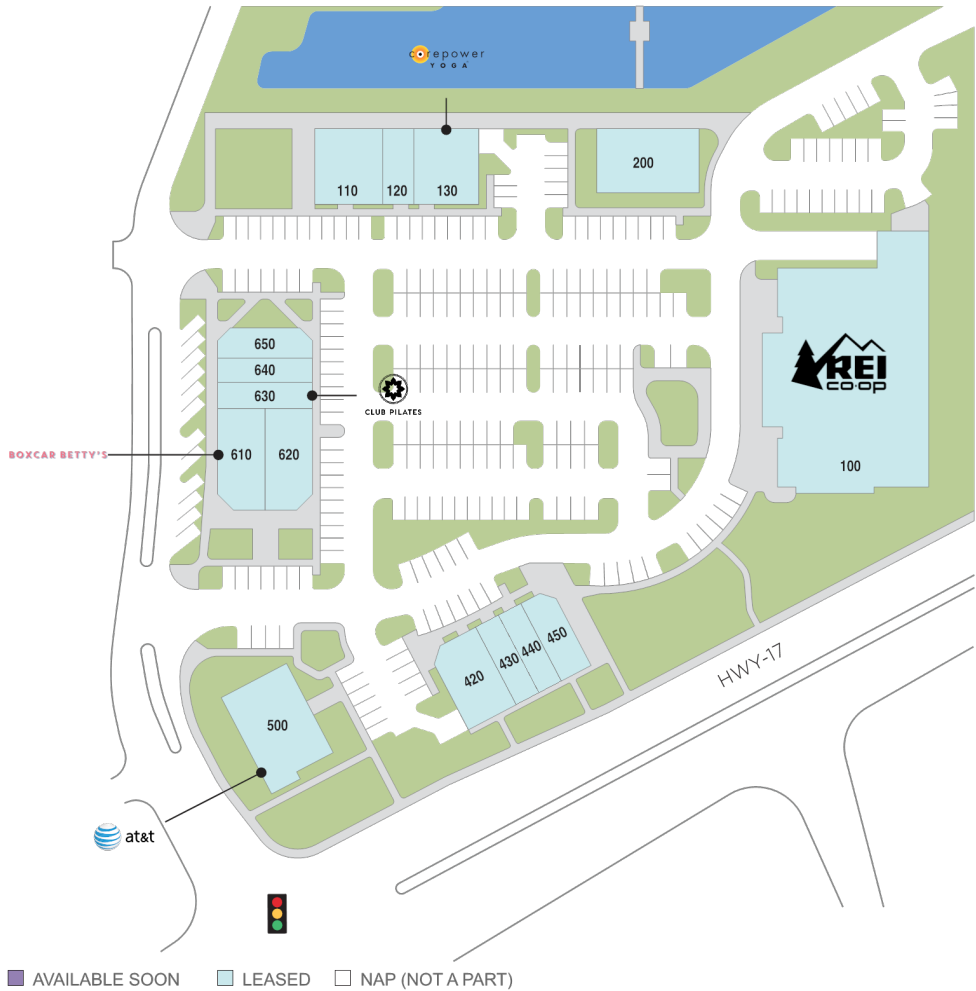 corepower
YOGA
110
120
130
200
650
640
630
610
620
CLUB PILATES
BOXCAR BETTY'S
REI
co·op
100
420
430
440
450
HWY-17
500
at&t
AVAILABLE SOON
LEASED
NAP (NOT A PART)